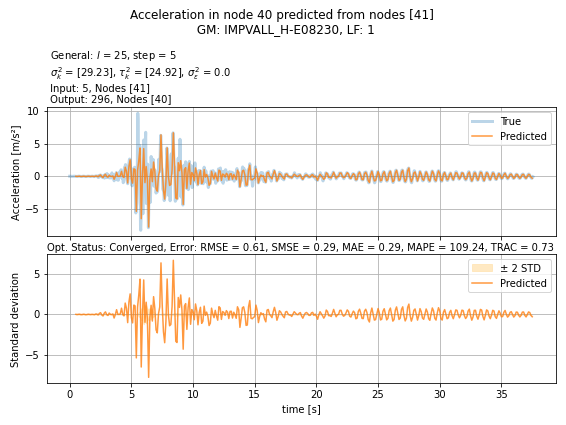 Acceleration in node 40 predicted from nodes [41]
GM: IMPVALL_H-E08230, LF: 1
General: l = 25, step = 5
σ²ₖ = [29.23], τ²ₖ = [24.92], σ²ε = 0.0
Input: 5, Nodes [41]
Output: 296, Nodes [40]
10
5
0
−5
Acceleration [m/s²]
True
Predicted
Opt. Status: Converged, Error: RMSE = 0.61, SMSE = 0.29, MAE = 0.29, MAPE = 109.24, TRAC = 0.73
5
0
−5
Standard deviation
± 2 STD
Predicted
0 5 10 15 20 25 30 35
time [s]